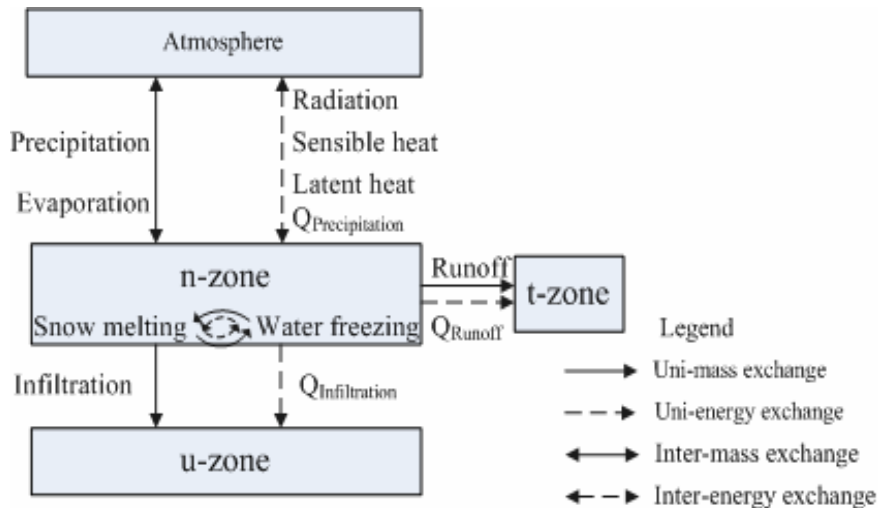 Atmosphere
Radiation
Precipitation
Sensible heat
Latent heat
Evaporation
QPrecipitation
n-zone
Runoff
t-zone
Snow melting
Water freezing
QRunoff
Legend
Infiltration
QInfiltration
Uni-mass exchange
Uni-energy exchange
u-zone
Inter-mass exchange
Inter-energy exchange